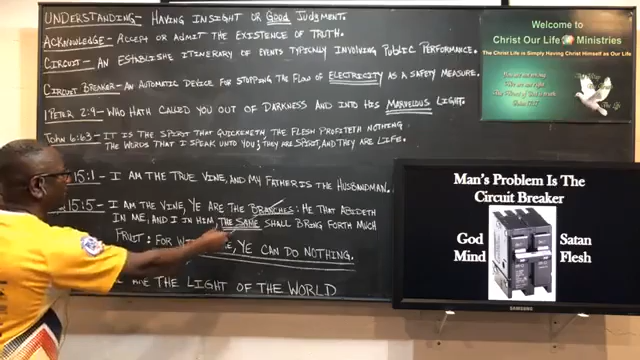 UNDERSTANDING- HAVING INSIGHT OR GOOD JUDGMENT.
ACKNOWLEDGE- ACCEPT OR ADMIT THE EXISTENCE OF TRUTH.
CIRCUIT- AN ESTABLISHE ITINERARY OF EVENTS TYPICALLY INVOLVING PUBLIC PERFORMANCE.
CIRCUIT BREAKER- AN AUTOMATIC DEVICE FOR STOPPING THE FLOW OF ELECTRICITY AS A SAFETY MEASURE.
1 PETER 2:9- WHO HATH CALLED YOU OUT OF DARKNESS AND INTO HIS MARVELOUS LIGHT.
JOHN 6:63- IT IS THE SPIRIT THAT QUICKENETH THE FLESH PROFITETH NOTHING:
THE WORDS THAT I SPEAK UNTO YOU; THEY ARE SPIRIT, AND THEY ARE LIFE.
15:1- I AM THE TRUE VINE, AND MY FATHER IS THE HUSBANDMAN.
15:5- I AM THE VINE, YE ARE THE BRANCHES: HE THAT ABIDETH
IN ME, AND I IN HIM, THE SAME SHALL BRING FORTH MUCH
FRUIT: FOR YE CAN DO NOTHING.
ARE THE LIGHT OF THE WORLD
Welcome to
Christ Our Life Ministries
The Christ Life is Simply Having Christ Himself as Our Life
The Life
Man's Problem Is The
Circuit Breaker
God Satan
Mind Flesh
SAMSUNG